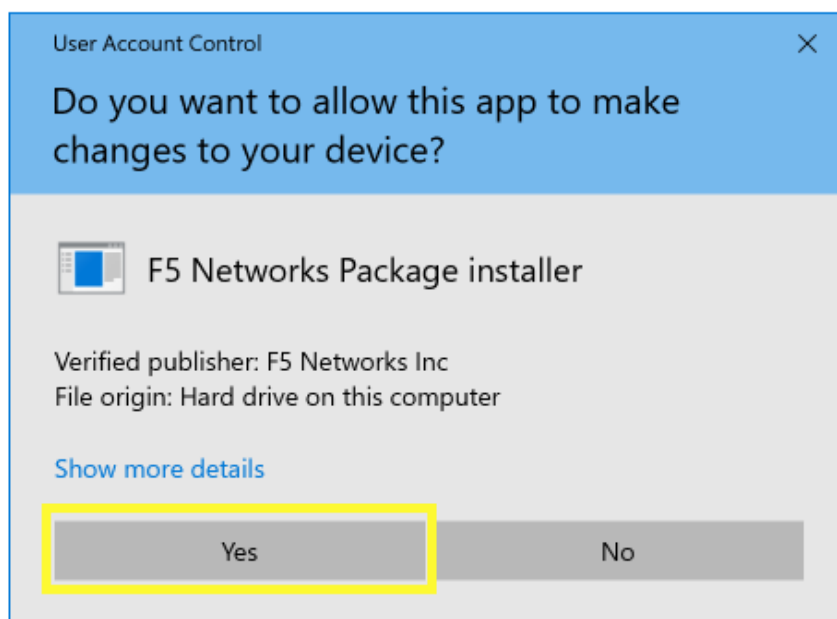 User Account Control
Do you want to allow this app to make
changes to your device?
F5 Networks Package installer
Verified publisher: F5 Networks Inc
File origin: Hard drive on this computer
Show more details
Yes
No